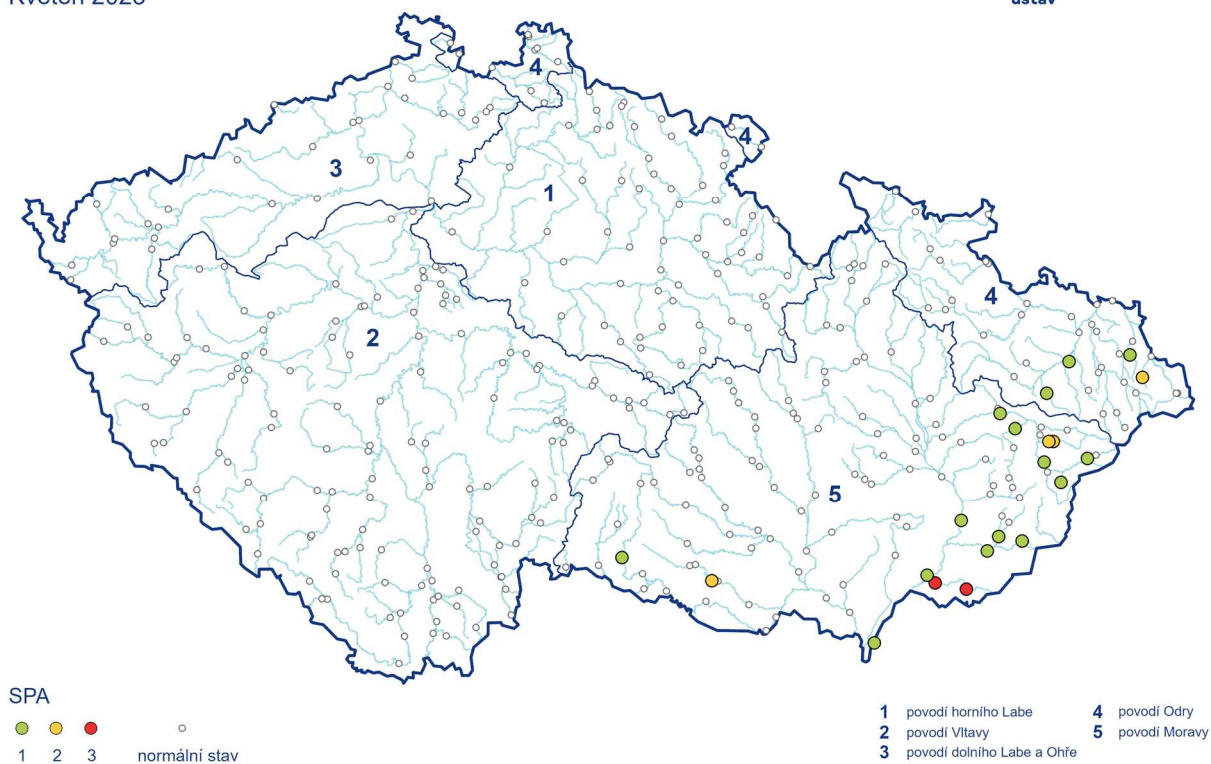 4
4
3
1
4
2
5
SPA
1 2 3 normální stav
1 povodí horního Labe
2 povodí Vltavy
3 povodí dolního Labe a Ohře
4 povodí Odry
5 povodí Moravy